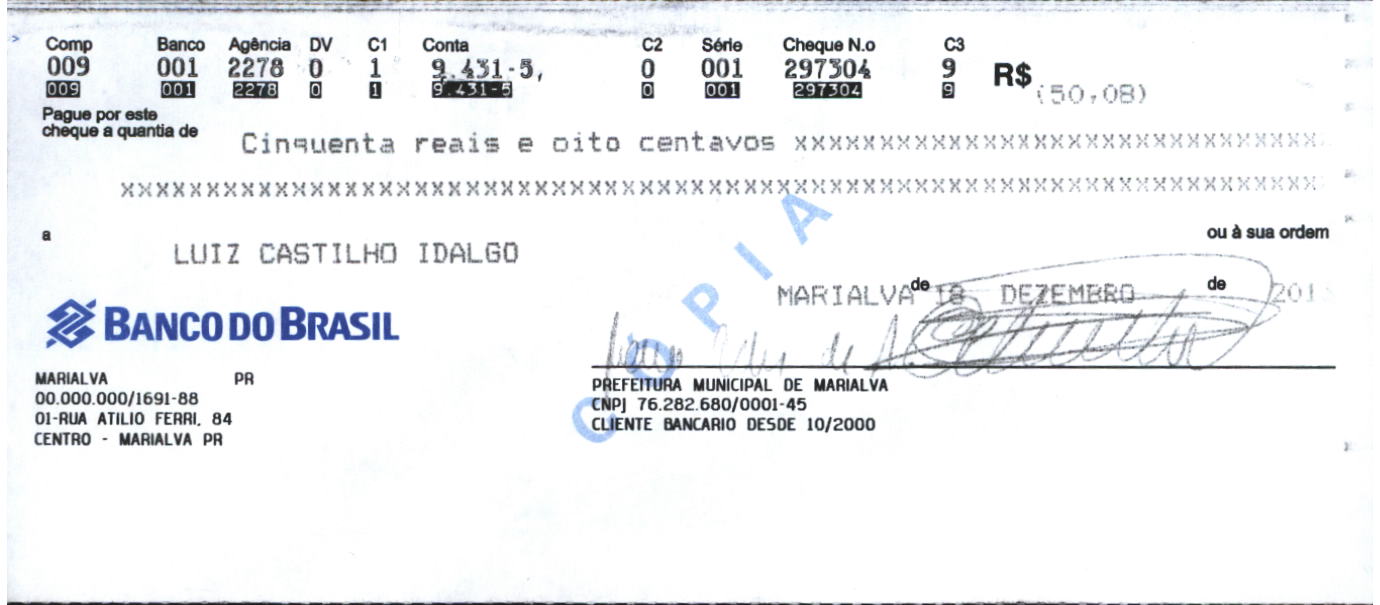 Comp Banco Agência DV C1 Conta C2 Série Cheque N.o C3
009 001 2278 0 1 9.431-5, 0 001 297304 9 R$ (50,08)
009 001 2278 0 1 9.431-5 0 001 297304 9
Pague por este
cheque a quantia de Cinquenta reais e oito centavos xxxxxxxxxxxxxxxxxxxxxxxxxxxxxxx
xxxxxxxxxxxxxxxxxxxxxxxxxxxxxxxxxxxxxxxxxxxxxxxxxxxxxxxxxxxxxxxxxxxxxx
a LUIZ CASTILHO IDALGO ou à sua ordem
MARIALVA de 18 DEZEMBRO de
BANCO DO BRASIL
MARIALVA PR
00.000.000/1691-88
01-RUA ATILIO FERRI, 84
CENTRO - MARIALVA PR
PREFEITURA MUNICIPAL DE MARIALVA
CNPJ 76.282.680/0001-45
CLIENTE BANCARIO DESDE 10/2000
CÓPIA